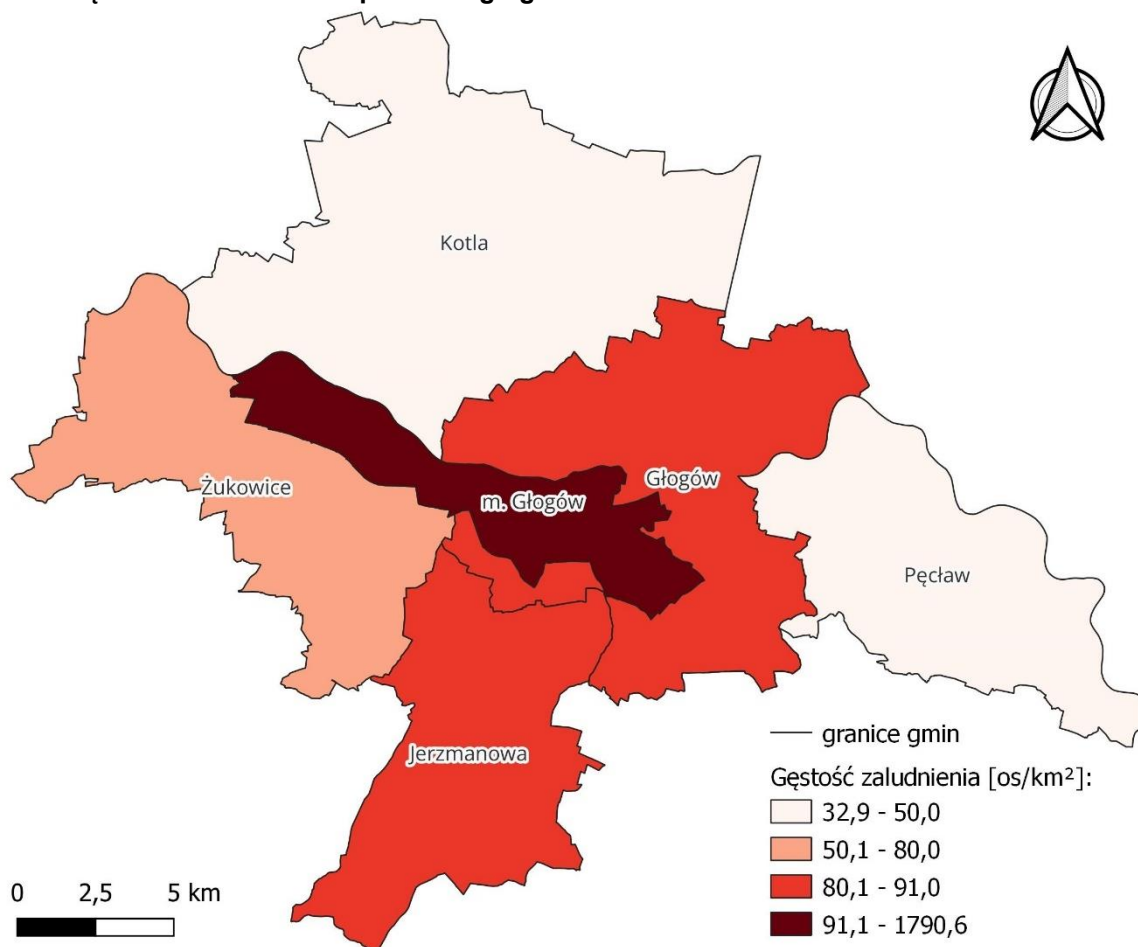 Kotla
Żukowice
m. Głogów
Głogów
Pęcław
Jerzmanowa
granice gmin
Gęstość zaludnienia [os/km²]:
32,9 - 50,0
50,1 - 80,0
80,1 - 91,0
91,1 - 1790,6
0 2,5 5 km